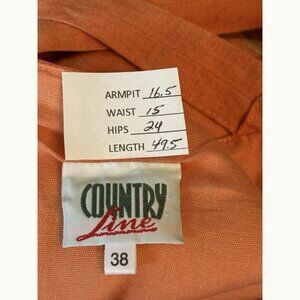 ARMPIT 16.5
WAIST 15
HIPS 24
LENGTH 49.5
COUNTRY
Line
38